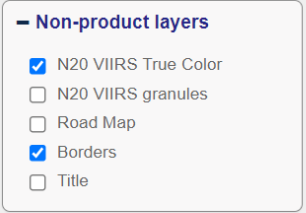 Non-product layers
N20 VIIRS True Color
N20 VIIRS granules
Road Map
Borders
Title